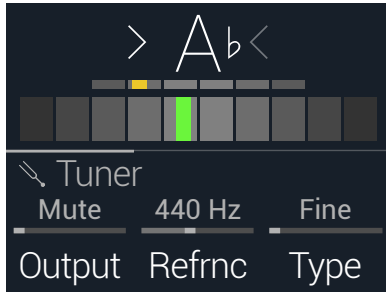 > A♭ <
Tuner
Mute 440 Hz Fine
Output Refrnc Type